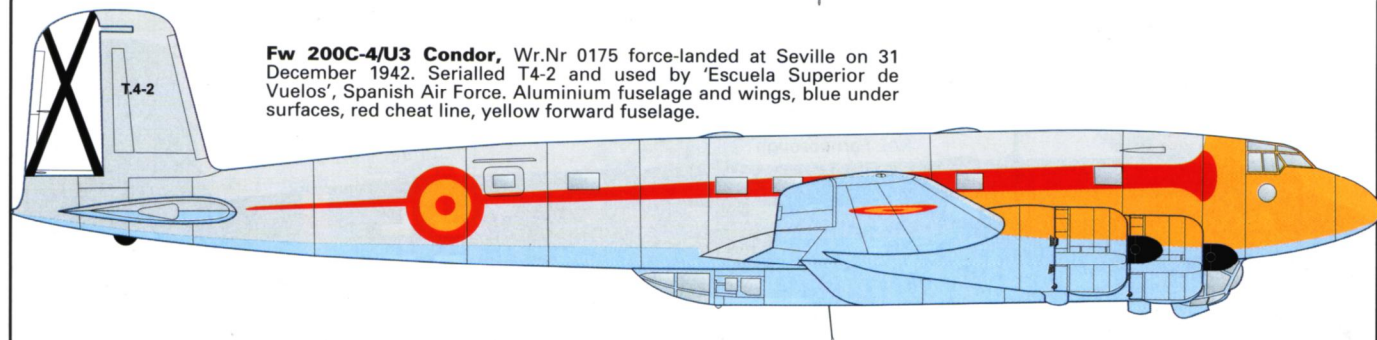 Fw 200C-4/U3 Condor, Wr.Nr 0175 force-landed at Seville on 31
December 1942. Serialled T4-2 and used by 'Escuela Superior de
Vuelos', Spanish Air Force. Aluminium fuselage and wings, blue under
surfaces, red cheat line, yellow forward fuselage.
T.4-2